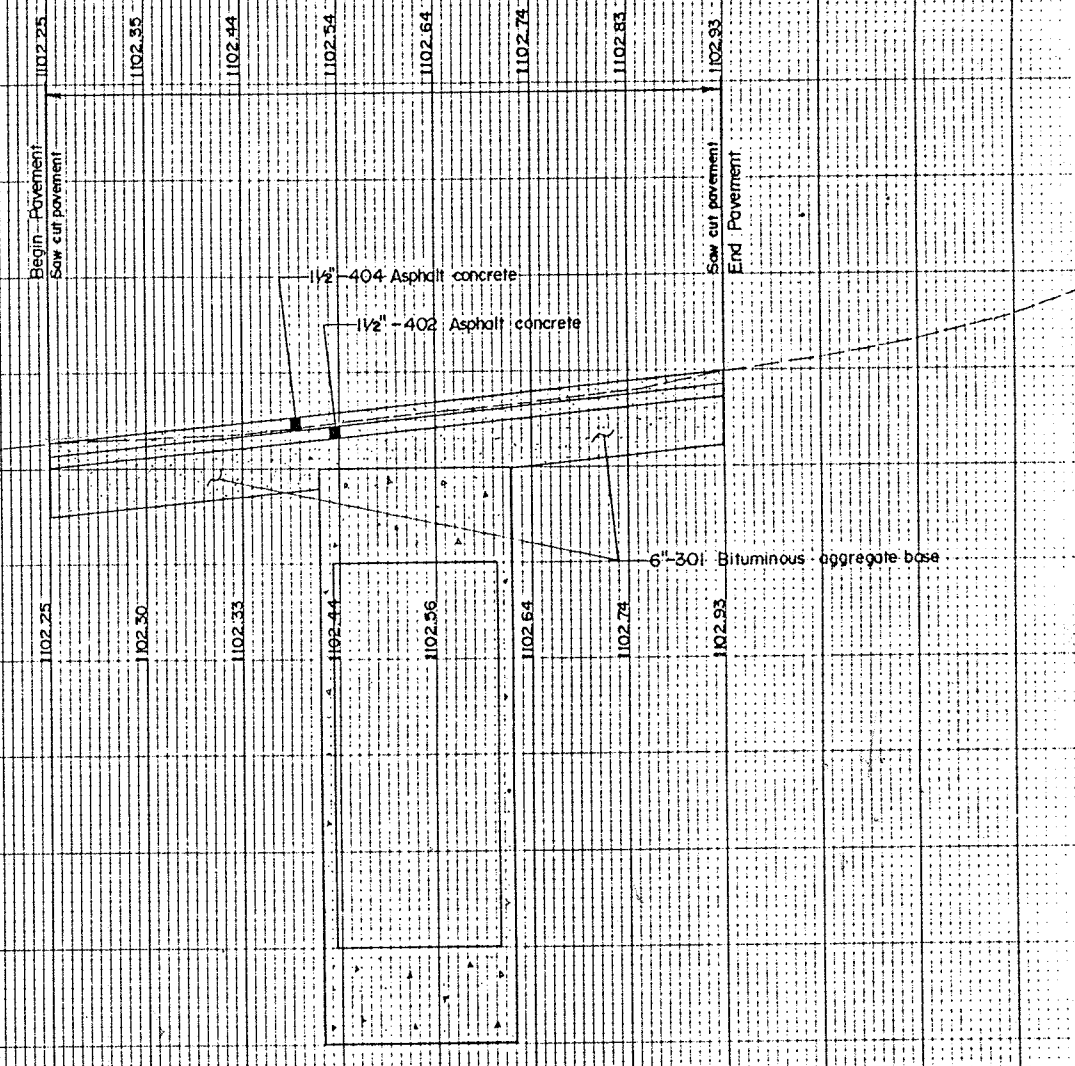 1102.25
1102.35
1102.44
1102.54
1102.64
1102.74
1102.83
1102.93
Begin Pavement
Saw cut pavement
Saw cut pavement
End Pavement
1½"-404 Asphalt concrete
1½"-402 Asphalt concrete
6"-301 Bituminous aggregate base
1102.25
1102.30
1102.33
1102.44
1102.56
1102.64
1102.74
1102.93